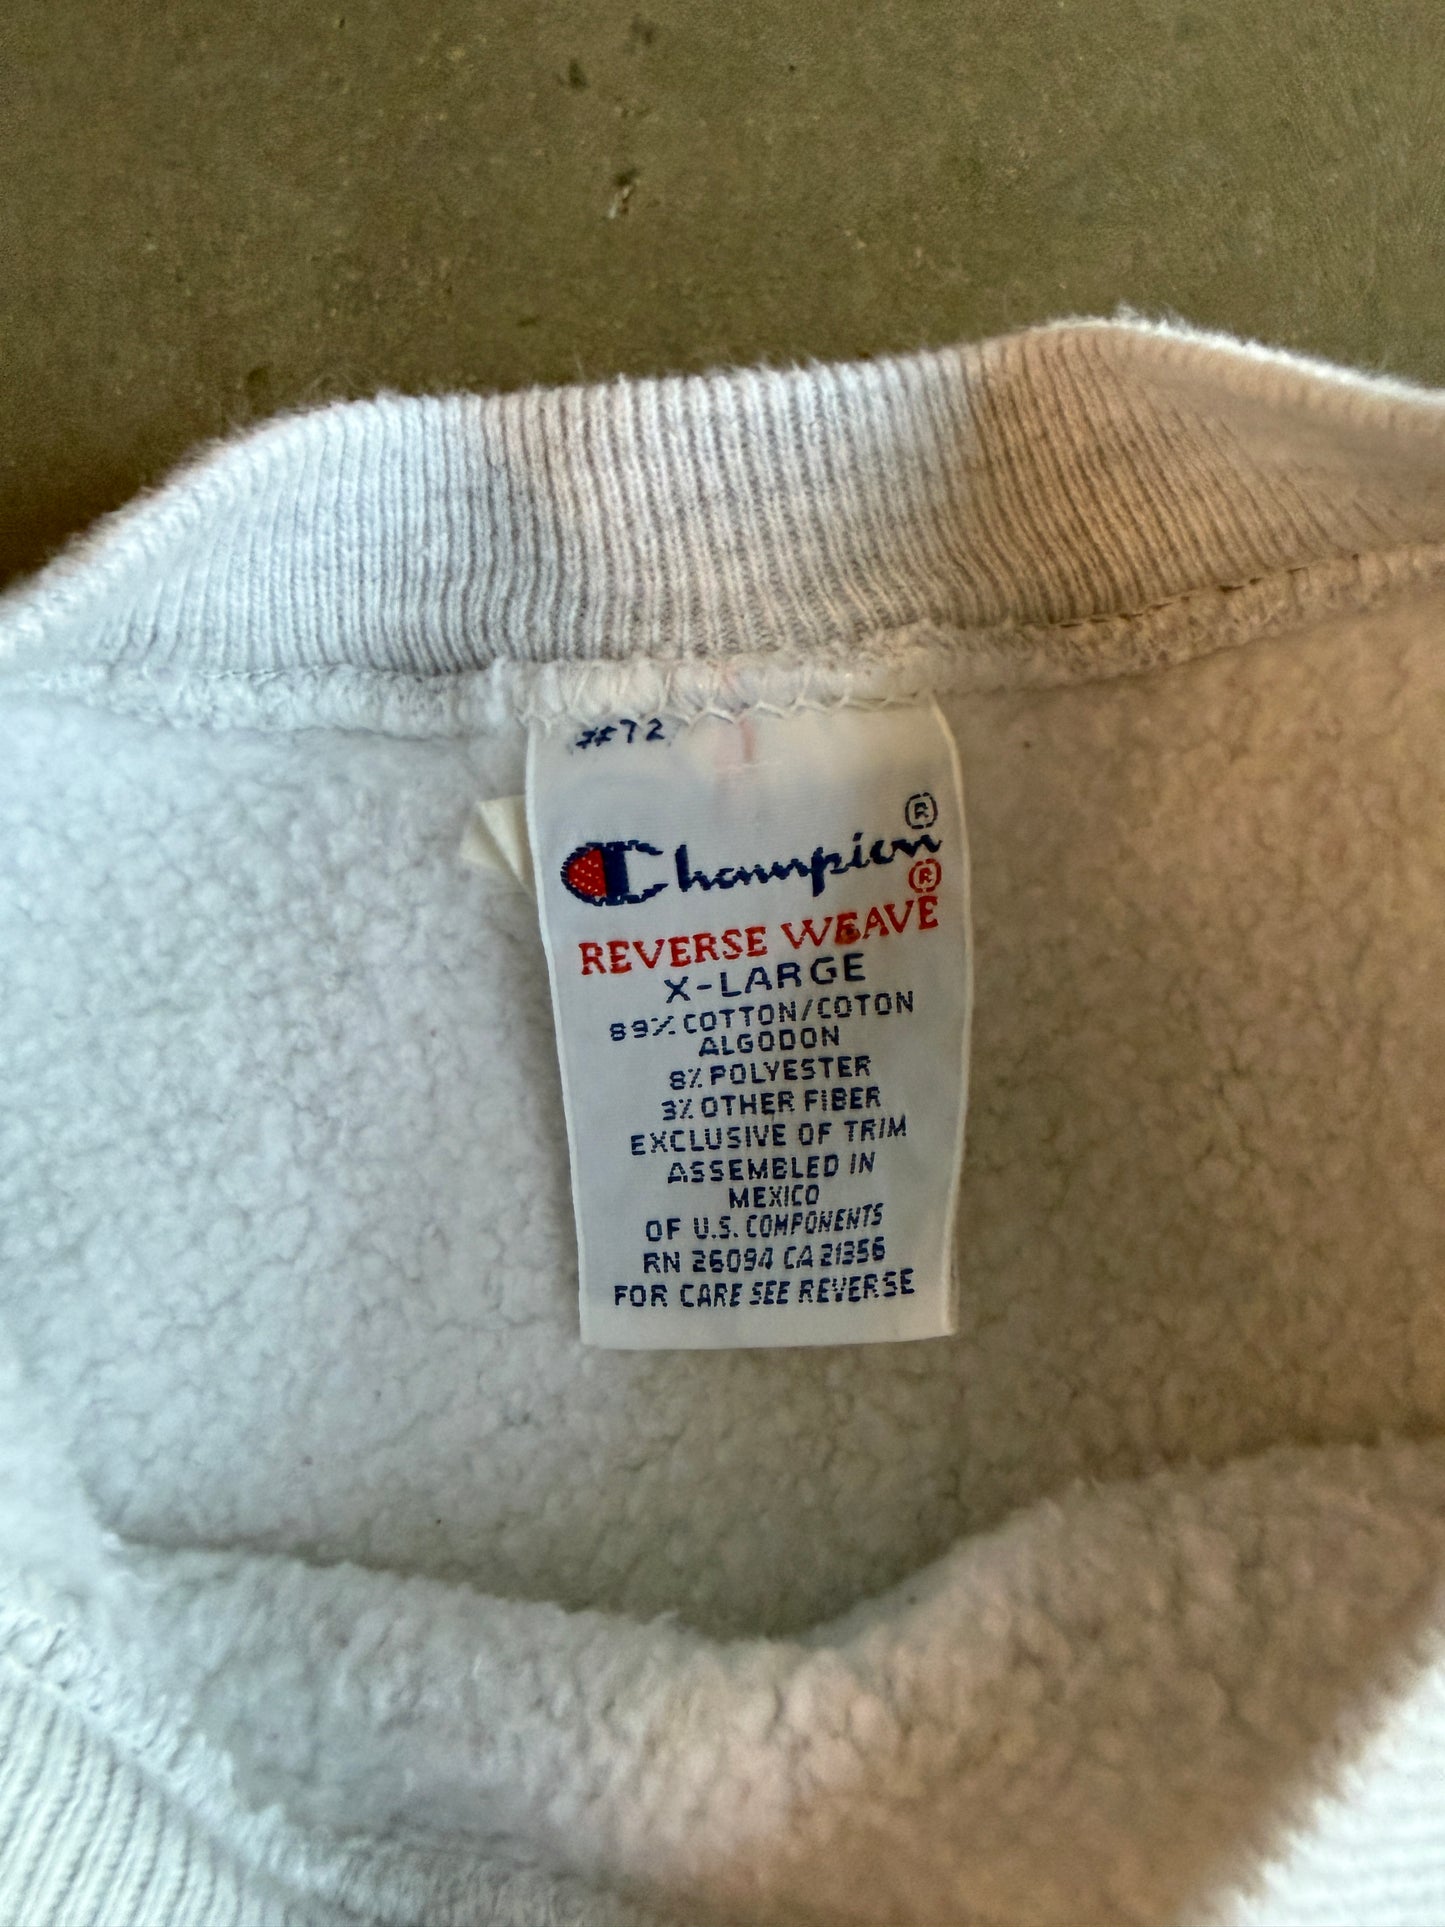 #72
Champion®
REVERSE WEAVE®
X-LARGE
89% COTTON/COTON
ALGODON
8% POLYESTER
3% OTHER FIBER
EXCLUSIVE OF TRIM
ASSEMBLED IN
MEXICO
OF U.S. COMPONENTS
RN 26094 CA 21356
FOR CARE SEE REVERSE